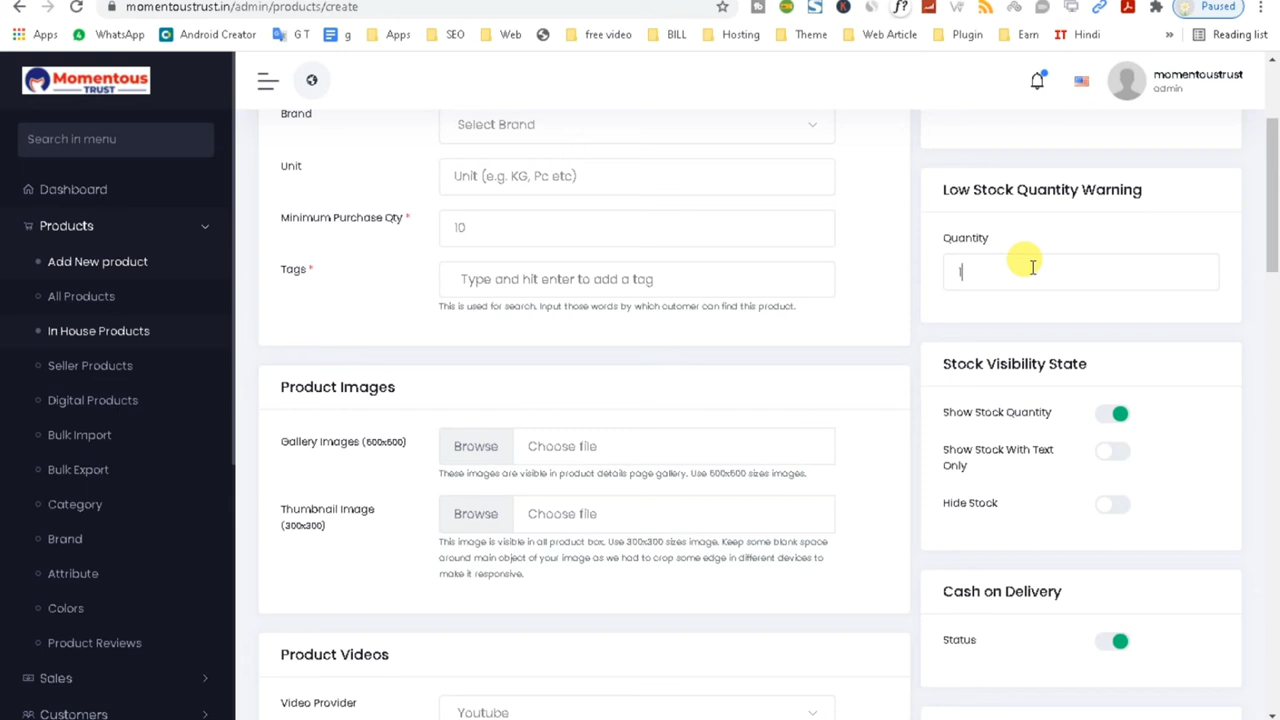 momentoustrust.in/admin/products/create
Paused
Apps
WhatsApp
Android Creator
G T
g
Apps
SEO
Web
free video
BILL
Hosting
Theme
Web Article
Plugin
Earn
IT Hindi
»
Reading list
Momentous
TRUST
momentoustrust
admin
Search in menu
Dashboard
Products
Add New product
All Products
In House Products
Seller Products
Digital Products
Bulk Import
Bulk Export
Category
Brand
Attribute
Colors
Product Reviews
Sales
Customers
Brand
Select Brand
Unit
Unit (e.g. KG, Pc etc)
Minimum Purchase Qty *
10
Tags *
Type and hit enter to add a tag
This is used for search. Input those words by which cutomer can find this product.
Product Images
Gallery Images (600x600)
Browse
Choose file
These images are visible in product details page gallery. Use 600x600 sizes images.
Thumbnail Image
(300x300)
Browse
Choose file
This image is visible in all product box. Use 300x300 sizes image. Keep some blank space
around main object of your image as we had to crop some edge in different devices to
make it responsive.
Product Videos
Video Provider
Youtube
Low Stock Quantity Warning
Quantity
1
Stock Visibility State
Show Stock Quantity
Show Stock With Text
Only
Hide Stock
Cash on Delivery
Status